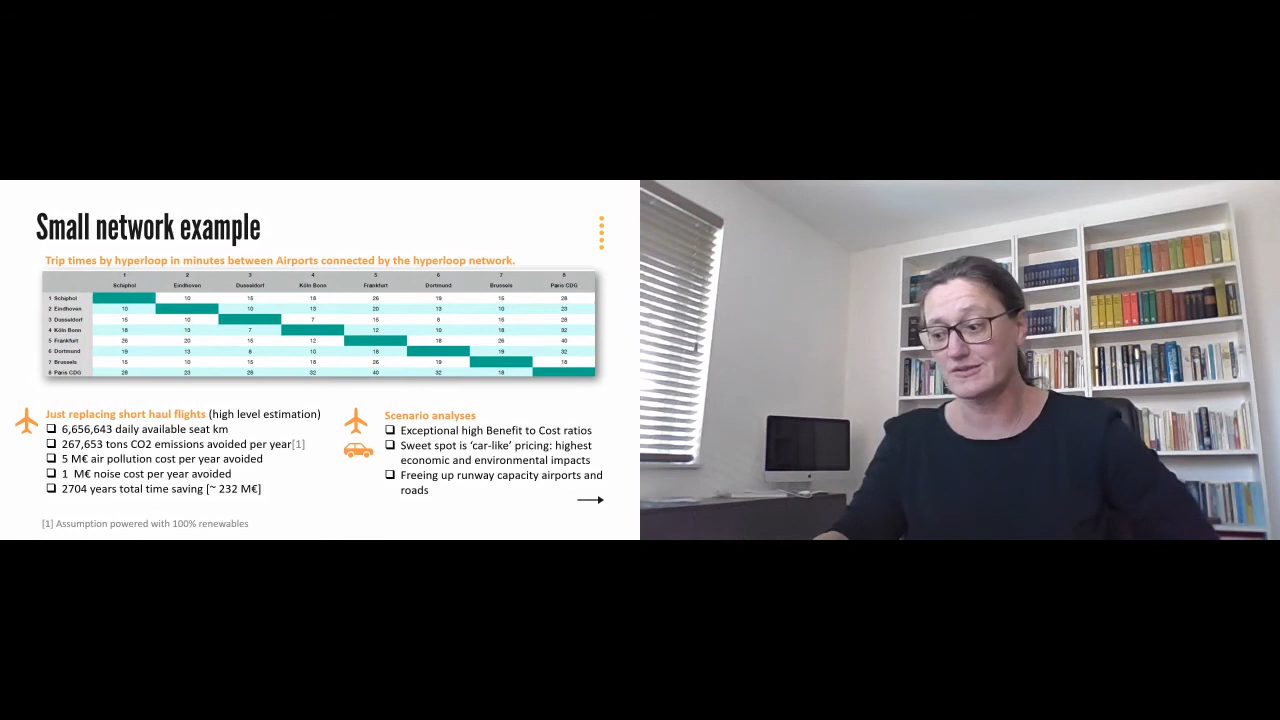 Small network example
Trip times by hyperloop in minutes between Airports connected by the hyperloop network.
1 2 3 4 5 6 7 8
Schiphol Eindhoven Dusseldorf Köln Bonn Frankfurt Dortmund Brussels Paris CDG
1 Schiphol 10 15 18 26 19 15 28
2 Eindhoven 10 10 13 20 13 10 23
3 Dusseldorf 15 10 7 15 8 15 28
4 Köln Bonn 18 13 7 12 10 18 32
5 Frankfurt 26 20 15 12 18 26 40
6 Dortmund 19 13 8 10 18 19 32
7 Brussels 15 10 15 18 26 19 18
8 Paris CDG 28 23 28 32 40 32 18
Just replacing short haul flights (high level estimation)
❑ 6,656,643 daily available seat km
❑ 267,653 tons CO2 emissions avoided per year[1]
❑ 5 M€ air pollution cost per year avoided
❑ 1 M€ noise cost per year avoided
❑ 2704 years total time saving [~ 232 M€]
[1] Assumption powered with 100% renewables
Scenario analyses
❑ Exceptional high Benefit to Cost ratios
❑ Sweet spot is ‘car-like’ pricing: highest
economic and environmental impacts
❑ Freeing up runway capacity airports and
roads